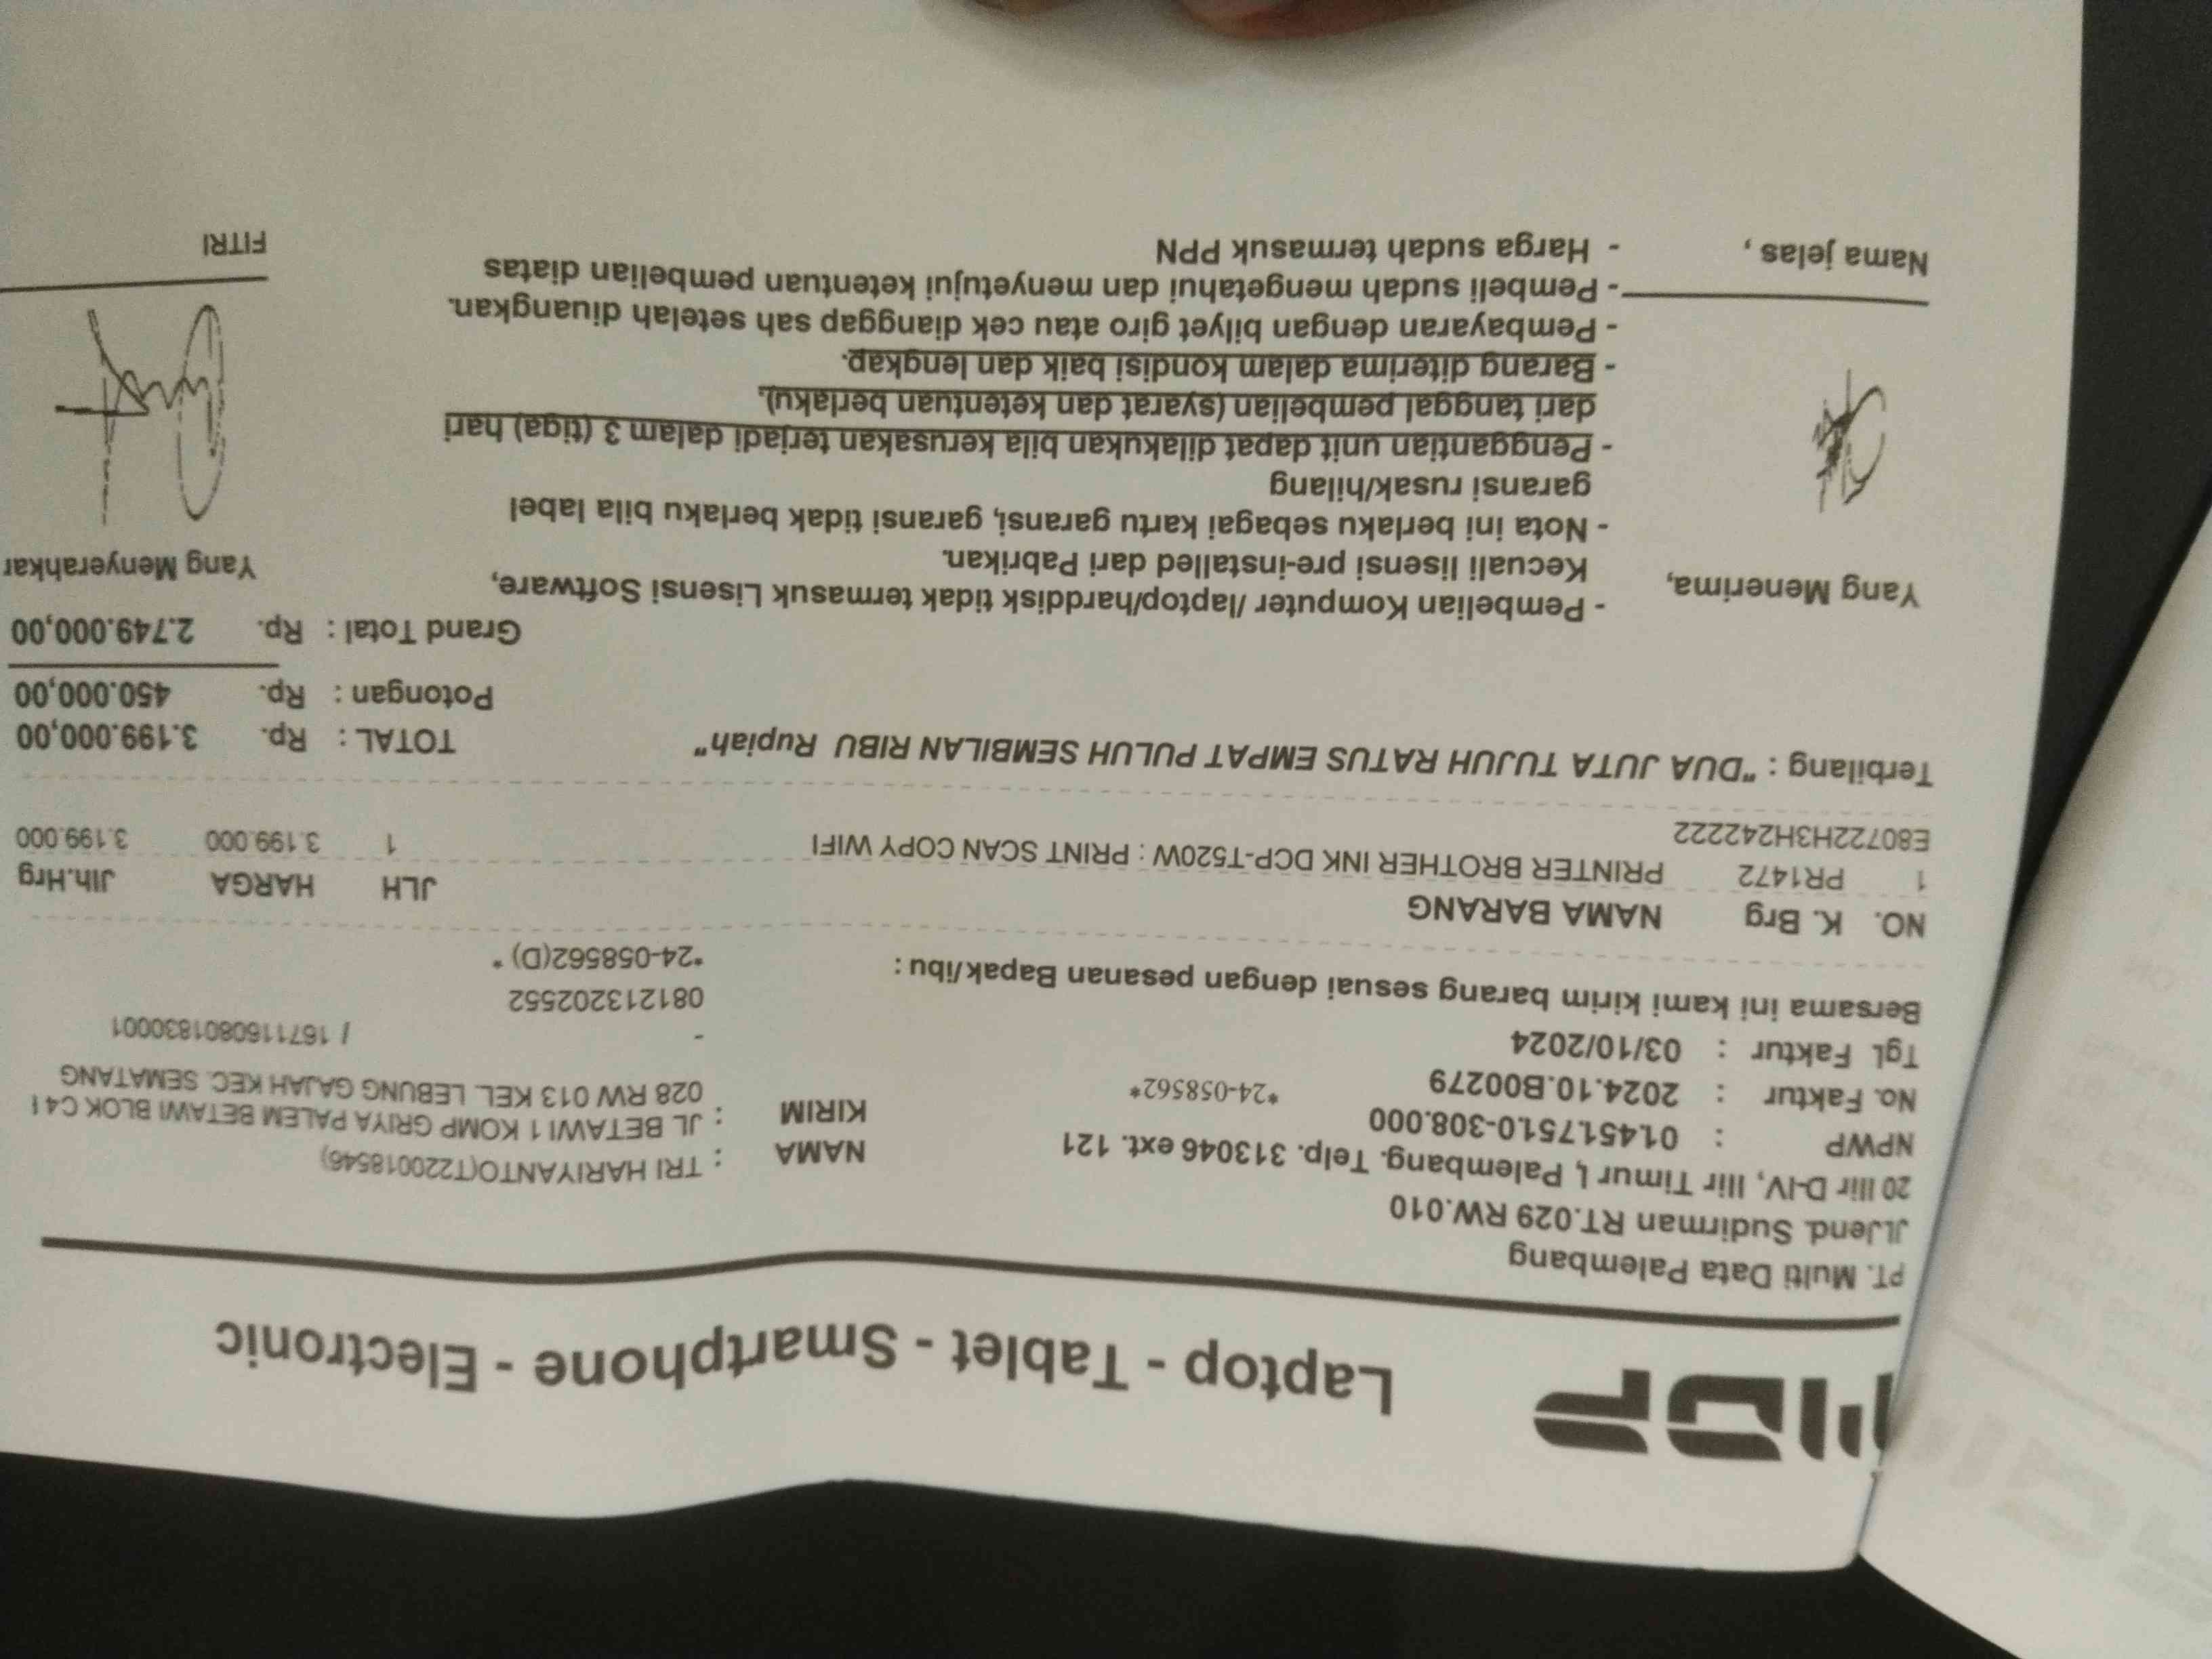 MDP Laptop - Tablet - Smartphone - Electronic
PT. Multi Data Palembang
Jl.Jend. Sudirman RT.029 RW.010
20 Ilir D-IV, Ilir Timur I, Palembang. Telp. 313046 ext. 121
NPWP : 01.451.751.0-308.000
No. Faktur : 2024.10.B00279 *24-058562*
Tgl. Faktur : 03/10/2024
NAMA : TRI HARIYANTO(T220018546)
KIRIM : JL BETAWI 1 KOMP GRIYA PALEM BETAWI BLOK C4 I
028 RW 013 KEL. LEBUNG GAJAH KEC. SEMATANG
- / 1671160801830001
081213202552
*24-058562(D) *
Bersama ini kami kirim barang sesuai dengan pesanan Bapak/ibu :
NO. K. Brg NAMA BARANG JLH HARGA Jlh.Hrg
1 PR1472 PRINTER BROTHER INK DCP-T520W : PRINT SCAN COPY WIFI 1 3.199.000 3.199.000
E80722H3H242222
Terbilang : "DUA JUTA TUJUH RATUS EMPAT PULUH SEMBILAN RIBU Rupiah"
TOTAL : Rp. 3.199.000,00
Potongan : Rp. 450.000,00
Grand Total : Rp. 2.749.000,00
Yang Menerima,
- Pembelian Komputer /laptop/harddisk tidak termasuk Lisensi Software,
Kecuali lisensi pre-installed dari Pabrikan.
- Nota ini berlaku sebagai kartu garansi, garansi tidak berlaku bila label
garansi rusak/hilang
- Penggantian unit dapat dilakukan bila kerusakan terjadi dalam 3 (tiga) hari
dari tanggal pembelian (syarat dan ketentuan berlaku).
- Barang diterima dalam kondisi baik dan lengkap.
- Pembayaran dengan bilyet giro atau cek dianggap sah setelah diuangkan.
- Pembeli sudah mengetahui dan menyetujui ketentuan pembelian diatas
- Harga sudah termasuk PPN
Nama jelas ,
Yang Menyerahkan
FITRI